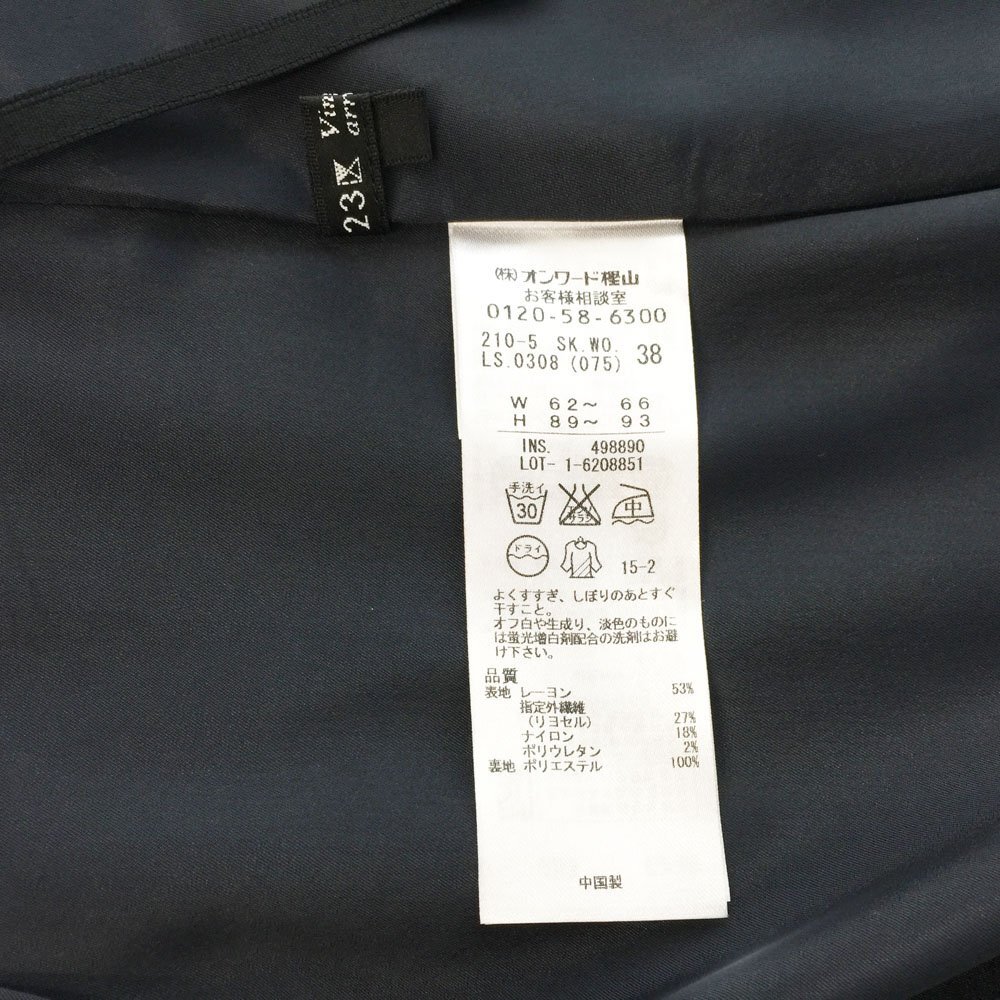 23区
Vin
arr
(株)オンワード樫山
お客様相談室
0120-58-6300
210-5 SK.WO. 38
LS.0308 (075)
W 62～ 66
H 89～ 93
INS. 498890
LOT- 1-6208851
手洗イ
30
エンソ
サラシ
中
ドライ
15-2
よくすすぎ、しぼりのあとすぐ
干すこと。
オフ白や生成り、淡色のものに
は蛍光増白剤配合の洗剤はお避
け下さい。
品質
表地 レーヨン 53%
指定外繊維
(リヨセル) 27%
ナイロン 18%
ポリウレタン 2%
裏地 ポリエステル 100%
中国製